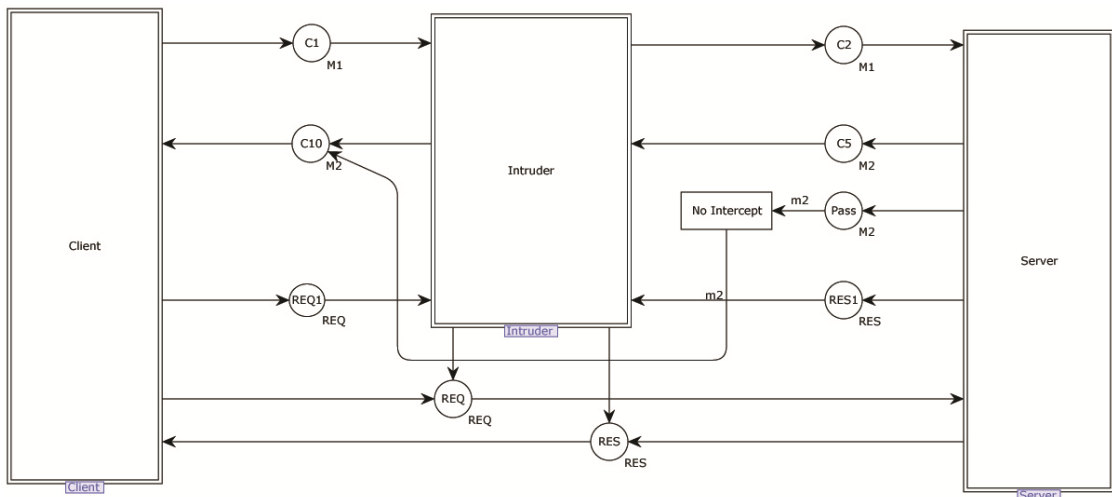 C1
M1
C2
M1
C10
M2
C5
M2
Intruder
No Intercept
m2
Pass
M2
Client
Server
REQ1
REQ
m2
RES1
RES
Intruder
REQ
REQ
RES
RES
Client
Server